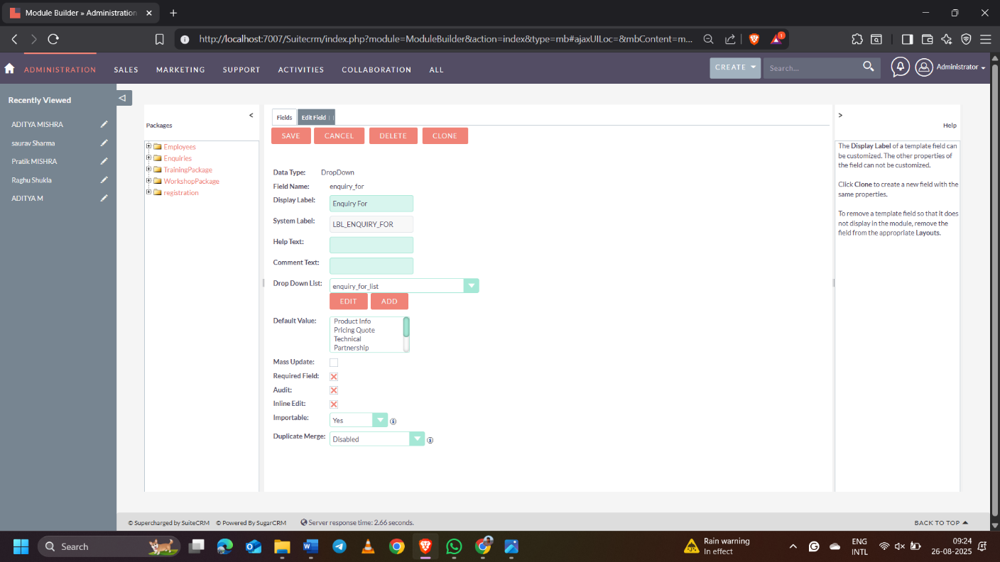 Module Builder » Administration
http://localhost:7007/Suitecrm/index.php?module=ModuleBuilder&action=index&type=mb#ajaxUILoc=&mbContent=m...
1
ADMINISTRATION SALES MARKETING SUPPORT ACTIVITIES COLLABORATION ALL CREATE Search... Administrator
Recently Viewed
ADITYA MISHRA
saurav Sharma
Pratik MISHRA
Raghu Shukla
ADITYA M
<
Packages
Employees
Enquiries
TrainingPackage
WorkshopPackage
registration
Fields Edit Field
SAVE CANCEL DELETE CLONE
Data Type: DropDown
Field Name: enquiry_for
Display Label: Enquiry For
System Label: LBL_ENQUIRY_FOR
Help Text:
Comment Text:
Drop Down List: enquiry_for_list
EDIT ADD
Default Value: Product Info
Pricing Quote
Technical
Partnership
Mass Update:
Required Field:
Audit:
Inline Edit:
Importable: Yes
Duplicate Merge: Disabled
>
Help
The Display Label of a template field can
be customized. The other properties of
the field can not be customized.
Click Clone to create a new field with the
same properties.
To remove a template field so that it does
not display in the module, remove the
field from the appropriate Layouts.
© Supercharged by SuiteCRM © Powered By SugarCRM Server response time: 2.66 seconds. BACK TO TOP
Search
Rain warning
In effect
ENG
INTL
09:24
26-08-2025